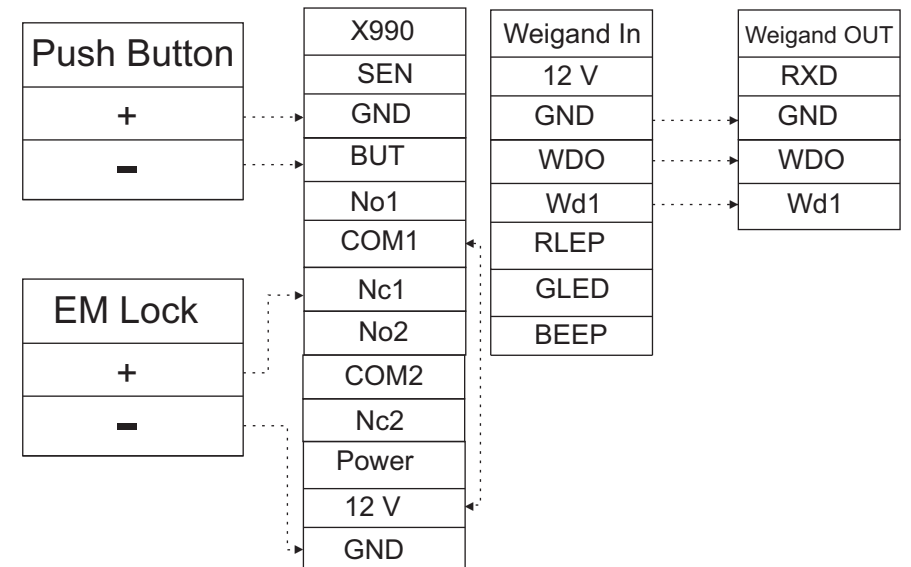 Push Button
+
-
EM Lock
+
-
X990
SEN
GND
BUT
No1
COM1
Nc1
No2
COM2
Nc2
Power
12 V
GND
Weigand In
12 V
GND
WDO
Wd1
RLEP
GLED
BEEP
Weigand OUT
RXD
GND
WDO
Wd1